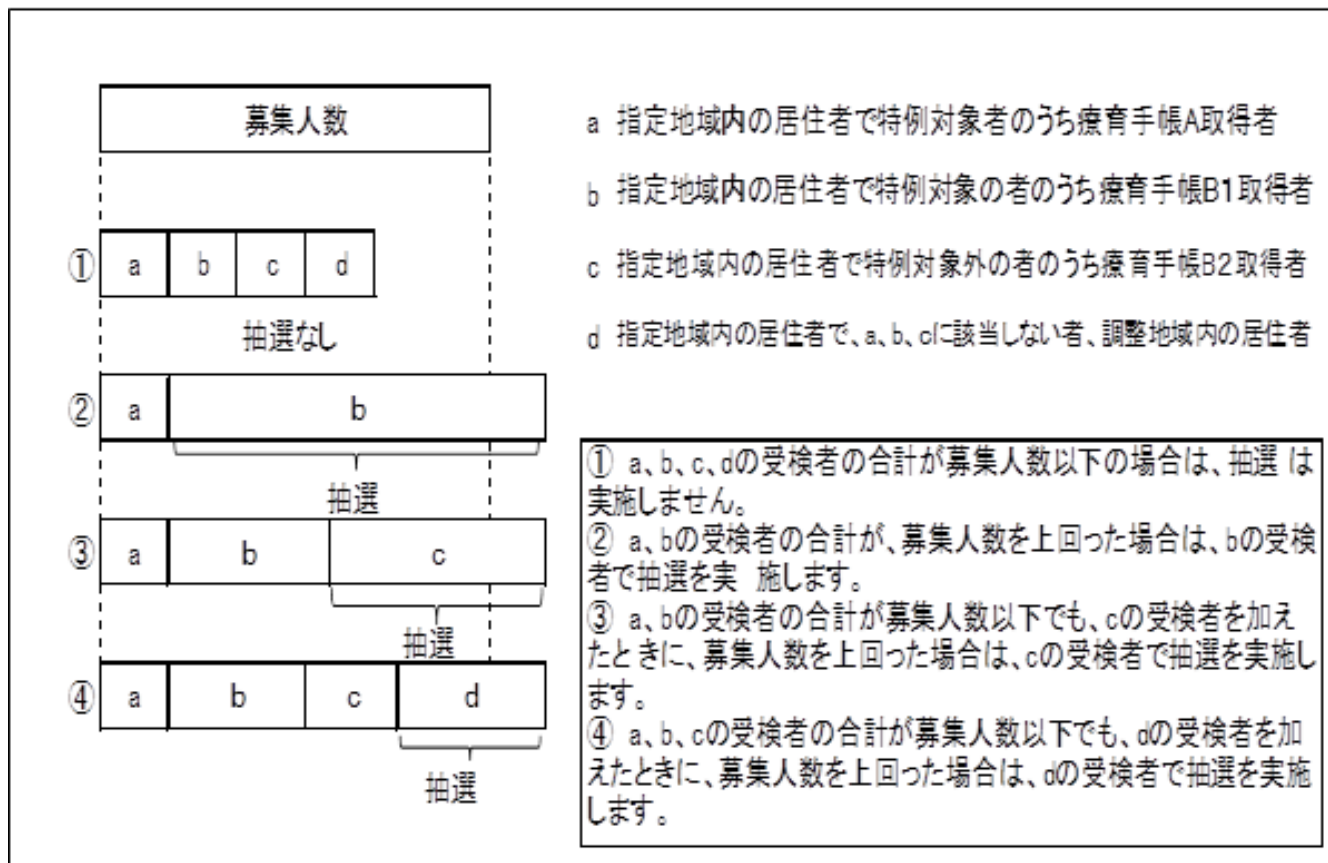 募集人数
a 指定地域内の居住者で特例対象者のうち療育手帳A取得者
b 指定地域内の居住者で特例対象の者のうち療育手帳B1取得者
c 指定地域内の居住者で特例対象外の者のうち療育手帳B2取得者
d 指定地域内の居住者で、a、b、cに該当しない者、調整地域内の居住者
① a b c d
抽選なし
② a b
抽選
③ a b c
抽選
④ a b c d
抽選
① a、b、c、dの受検者の合計が募集人数以下の場合は、抽選 は
実施しません。
② a、bの受検者の合計が、募集人数を上回った場合は、bの受検
者で抽選を実 施します。
③ a、bの受検者の合計が募集人数以下でも、cの受検者を加え
たときに、募集人数を上回った場合は、cの受検者で抽選を実施し
ます。
④ a、b、cの受検者の合計が募集人数以下でも、dの受検者を加
えたときに、募集人数を上回った場合は、dの受検者で抽選を実施
します。